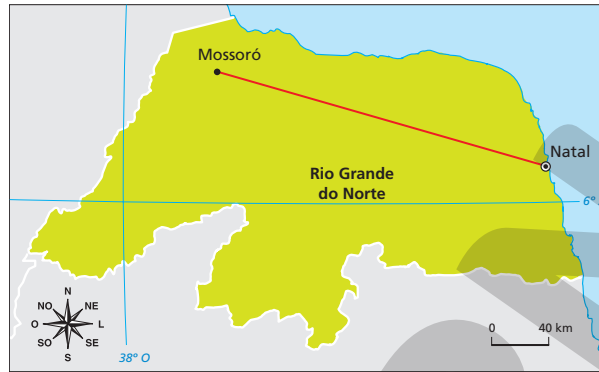 Mossoró
Natal
Rio Grande
do Norte
6°
N
NO NE
O L
SO SE
S
0 40 km
38° O